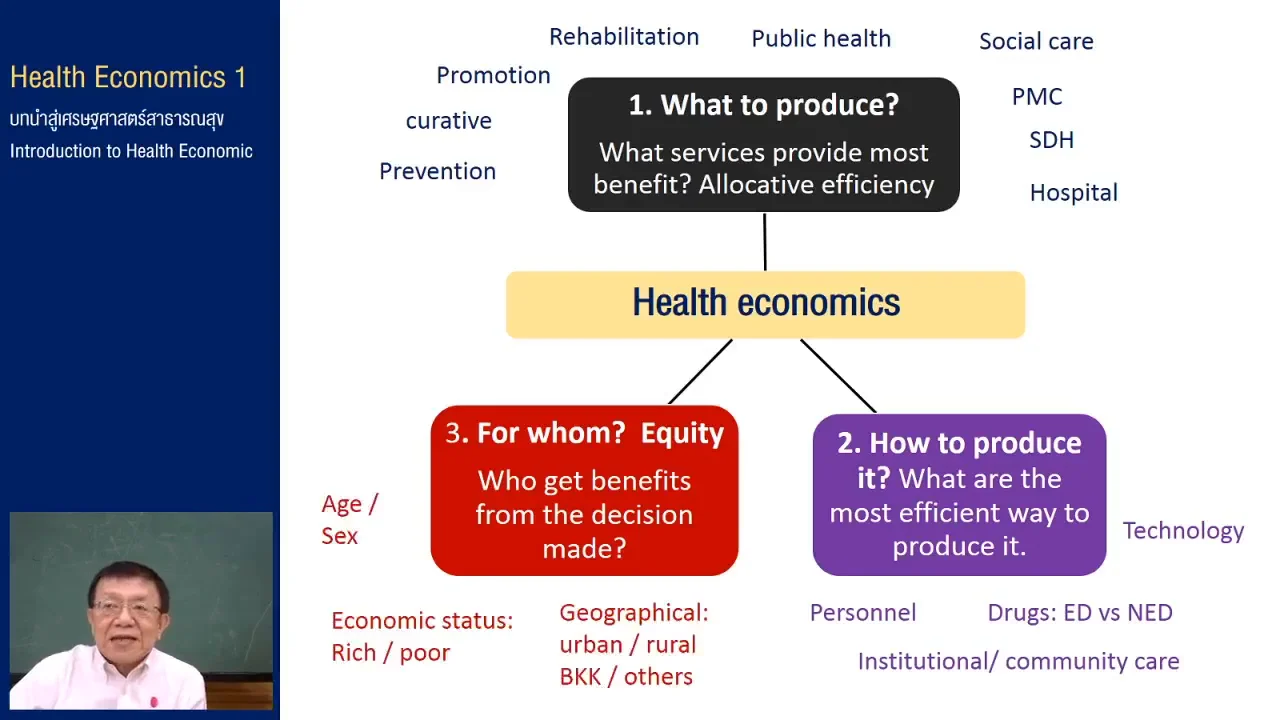 Health Economics 1
บทนำสู่เศรษฐศาสตร์สาธารณสุข
Introduction to Health Economic
Rehabilitation
Public health
Social care
Promotion
curative
Prevention
PMC
SDH
Hospital
1. What to produce?
What services provide most
benefit? Allocative efficiency
Health economics
3. For whom? Equity
Who get benefits
from the decision
made?
2. How to produce
it? What are the
most efficient way to
produce it.
Age /
Sex
Technology
Economic status:
Rich / poor
Geographical:
urban / rural
BKK / others
Personnel
Drugs: ED vs NED
Institutional/ community care